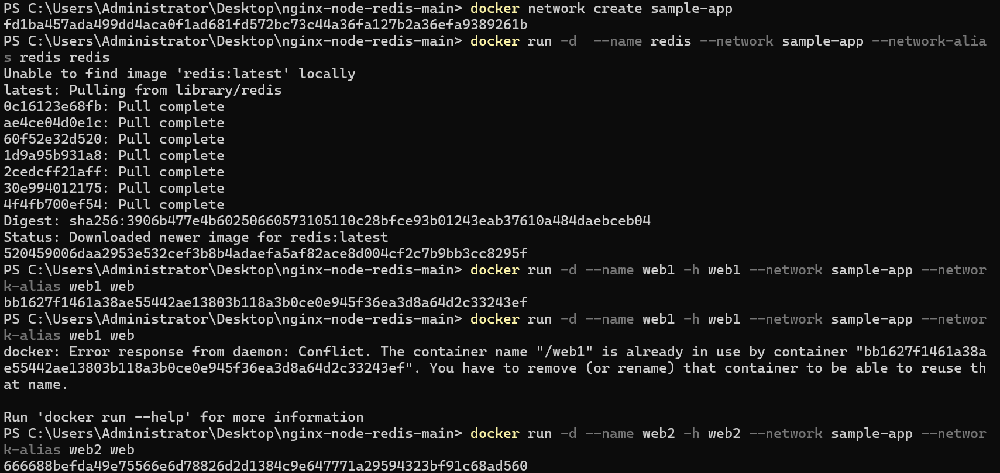 PS C:\Users\Administrator\Desktop\nginx-node-redis-main> docker network create sample-app
fd1ba457ada499dd4aca0f1ad681fd572bc73c44a36fa127b2a36efa9389261b
PS C:\Users\Administrator\Desktop\nginx-node-redis-main> docker run -d  --name redis --network sample-app --network-alia
s redis redis
Unable to find image 'redis:latest' locally
latest: Pulling from library/redis
0c16123e68fb: Pull complete
ae4ce04d0e1c: Pull complete
60f52e32d520: Pull complete
1d9a95b931a8: Pull complete
2cedcff21aff: Pull complete
30e994012175: Pull complete
4f4fb700ef54: Pull complete
Digest: sha256:3906b477e4b60250660573105110c28bfce93b01243eab37610a484daebceb04
Status: Downloaded newer image for redis:latest
520459006daa2953e532cef3b8b4adaefa5af82ace8d004cf2c7b9bb3cc8295f
PS C:\Users\Administrator\Desktop\nginx-node-redis-main> docker run -d --name web1 -h web1 --network sample-app --networ
k-alias web1 web
bb1627f1461a38ae55442ae13803b118a3b0ce0e945f36ea3d8a64d2c33243ef
PS C:\Users\Administrator\Desktop\nginx-node-redis-main> docker run -d --name web1 -h web1 --network sample-app --networ
k-alias web1 web
docker: Error response from daemon: Conflict. The container name "/web1" is already in use by container "bb1627f1461a38a
e55442ae13803b118a3b0ce0e945f36ea3d8a64d2c33243ef". You have to remove (or rename) that container to be able to reuse th
at name.
Run 'docker run --help' for more information
PS C:\Users\Administrator\Desktop\nginx-node-redis-main> docker run -d --name web2 -h web2 --network sample-app --networ
k-alias web2 web
666688befda49e75566e6d78826d2d1384c9e647771a29594323bf91c68ad560